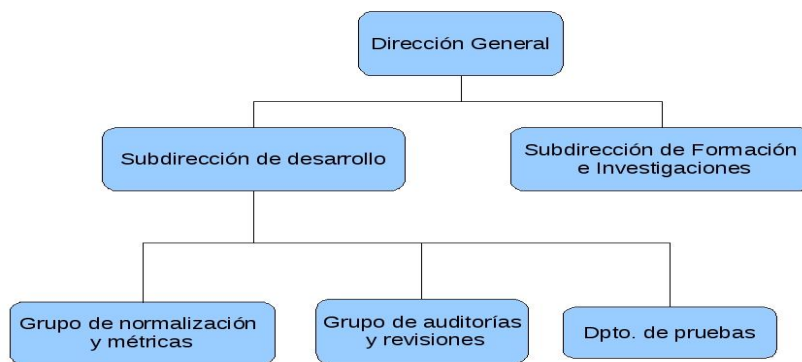 Dirección General
Subdirección de desarrollo
Subdirección de Formación
e Investigaciones
Grupo de normalización
y métricas
Grupo de auditorías
y revisiones
Dpto. de pruebas